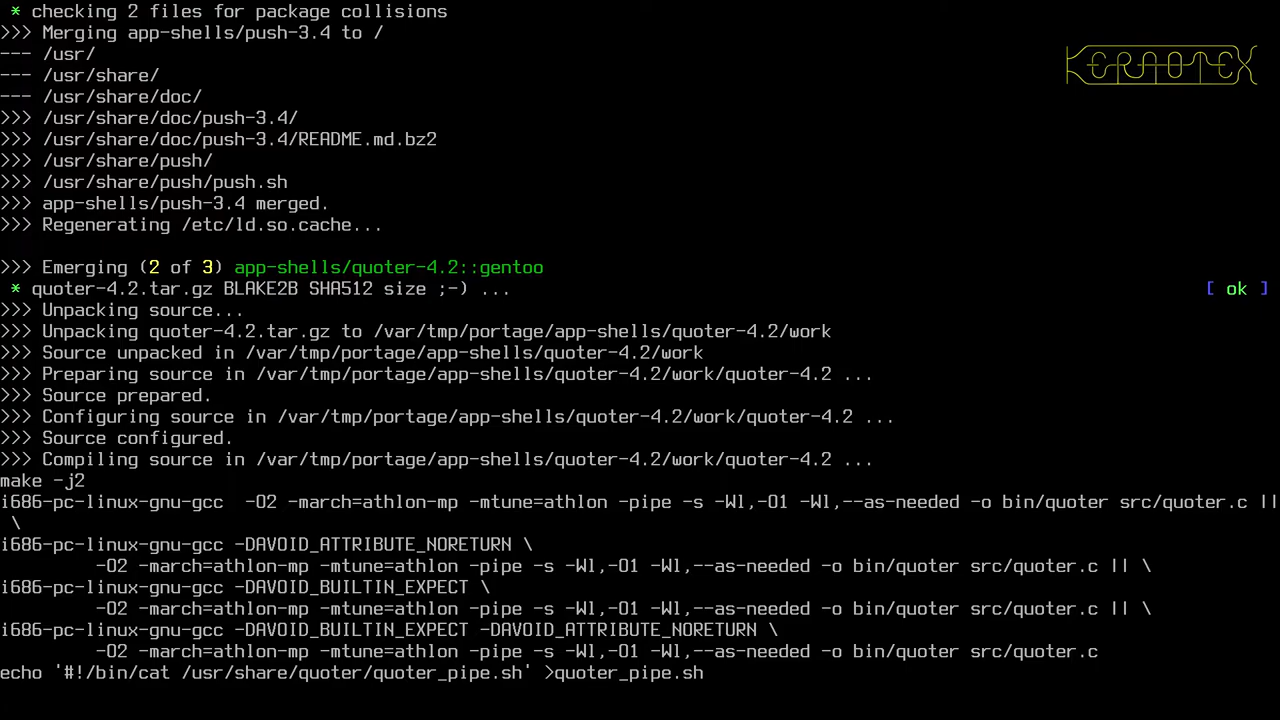 * checking 2 files for package collisions
>>> Merging app-shells/push-3.4 to /
--- /usr/
--- /usr/share/
--- /usr/share/doc/
>>> /usr/share/doc/push-3.4/
>>> /usr/share/doc/push-3.4/README.md.bz2
>>> /usr/share/push/
>>> /usr/share/push/push.sh
>>> app-shells/push-3.4 merged.
>>> Regenerating /etc/ld.so.cache...
>>> Emerging (2 of 3) app-shells/quoter-4.2::gentoo
 * quoter-4.2.tar.gz BLAKE2B SHA512 size ;-) ... [ ok ]
>>> Unpacking source...
>>> Unpacking quoter-4.2.tar.gz to /var/tmp/portage/app-shells/quoter-4.2/work
>>> Source unpacked in /var/tmp/portage/app-shells/quoter-4.2/work
>>> Preparing source in /var/tmp/portage/app-shells/quoter-4.2/work/quoter-4.2 ...
>>> Source prepared.
>>> Configuring source in /var/tmp/portage/app-shells/quoter-4.2/work/quoter-4.2 ...
>>> Source configured.
>>> Compiling source in /var/tmp/portage/app-shells/quoter-4.2/work/quoter-4.2 ...
make -j2
i686-pc-linux-gnu-gcc  -O2 -march=athlon-mp -mtune=athlon -pipe -s -Wl,-O1 -Wl,--as-needed -o bin/quoter src/quoter.c ||
 \
i686-pc-linux-gnu-gcc -DAVOID_ATTRIBUTE_NORETURN \
         -O2 -march=athlon-mp -mtune=athlon -pipe -s -Wl,-O1 -Wl,--as-needed -o bin/quoter src/quoter.c || \
i686-pc-linux-gnu-gcc -DAVOID_BUILTIN_EXPECT \
         -O2 -march=athlon-mp -mtune=athlon -pipe -s -Wl,-O1 -Wl,--as-needed -o bin/quoter src/quoter.c || \
i686-pc-linux-gnu-gcc -DAVOID_BUILTIN_EXPECT -DAVOID_ATTRIBUTE_NORETURN \
         -O2 -march=athlon-mp -mtune=athlon -pipe -s -Wl,-O1 -Wl,--as-needed -o bin/quoter src/quoter.c
echo '#!/bin/cat /usr/share/quoter/quoter_pipe.sh' >quoter_pipe.sh